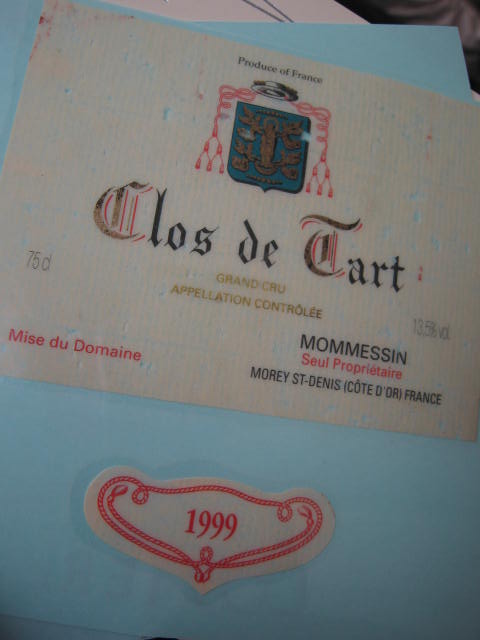 Produce of France
Clos de Tart
GRAND CRU
APPELLATION CONTRÔLÉE
75 cl
13,5% vol.
Mise du Domaine
MOMMESSIN
Seul Propriétaire
MOREY ST-DENIS (CÔTE D'OR) FRANCE
1999